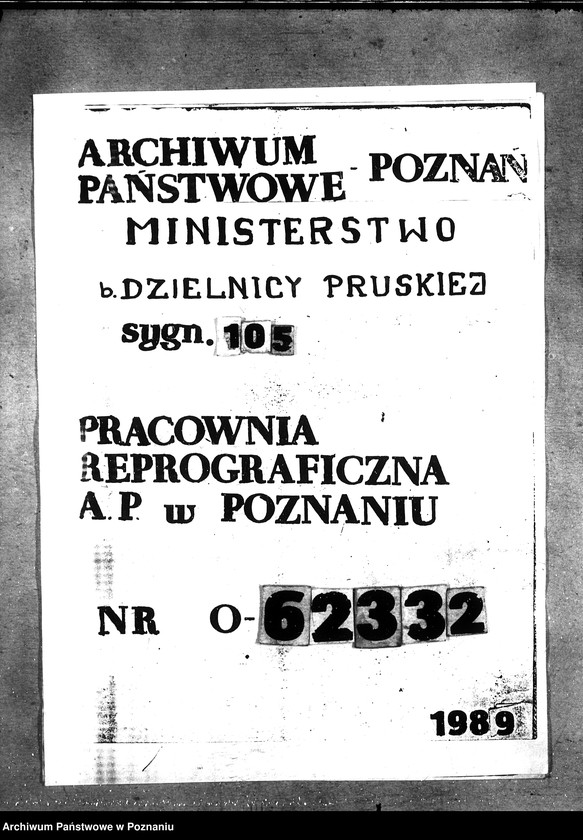 ARCHIWUM
PAŃSTWOWE - POZNAŃ
MINISTERSTWO
b. DZIELNICY PRUSKIEJ
sygn. 105
PRACOWNIA
REPROGRAFICZNA
A.P. w POZNANIU
NR O-62332
1989
Archiwum Państwowe w Poznaniu